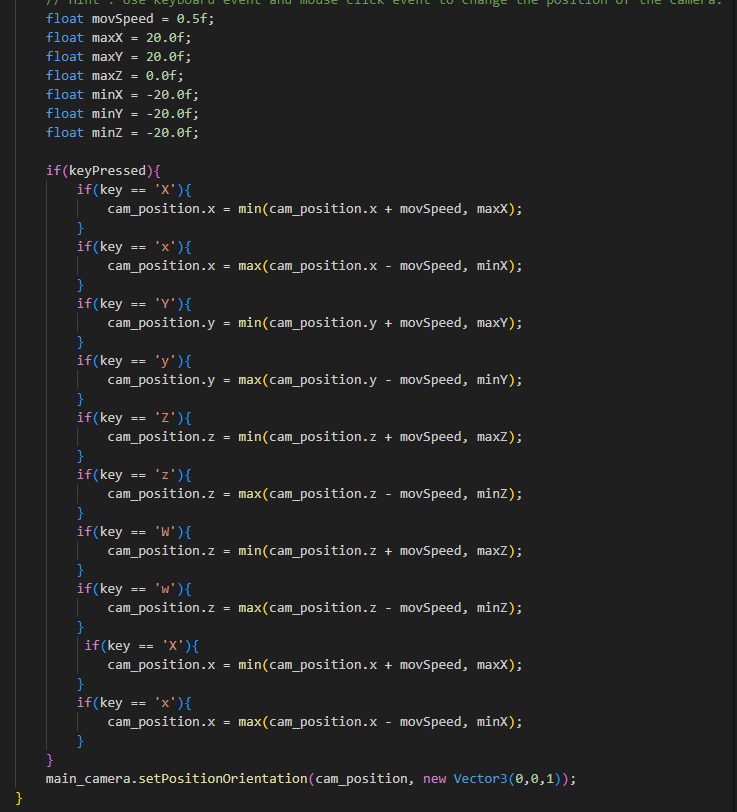 // Hint : Use keyboard event and mouse click event to change the position of the camera.
float movSpeed = 0.5f;
float maxX = 20.0f;
float maxY = 20.0f;
float maxZ = 0.0f;
float minX = -20.0f;
float minY = -20.0f;
float minZ = -20.0f;

if(keyPressed){
    if(key == 'X'){
        cam_position.x = min(cam_position.x + movSpeed, maxX);
    }
    if(key == 'x'){
        cam_position.x = max(cam_position.x - movSpeed, minX);
    }
    if(key == 'Y'){
        cam_position.y = min(cam_position.y + movSpeed, maxY);
    }
    if(key == 'y'){
        cam_position.y = max(cam_position.y - movSpeed, minY);
    }
    if(key == 'Z'){
        cam_position.z = min(cam_position.z + movSpeed, maxZ);
    }
    if(key == 'z'){
        cam_position.z = max(cam_position.z - movSpeed, minZ);
    }
    if(key == 'W'){
        cam_position.z = min(cam_position.z + movSpeed, maxZ);
    }
    if(key == 'w'){
        cam_position.z = max(cam_position.z - movSpeed, minZ);
    }
     if(key == 'X'){
        cam_position.x = min(cam_position.x + movSpeed, maxX);
    }
    if(key == 'x'){
        cam_position.x = max(cam_position.x - movSpeed, minX);
    }
}
main_camera.setPositionOrientation(cam_position, new Vector3(0,0,1));
}